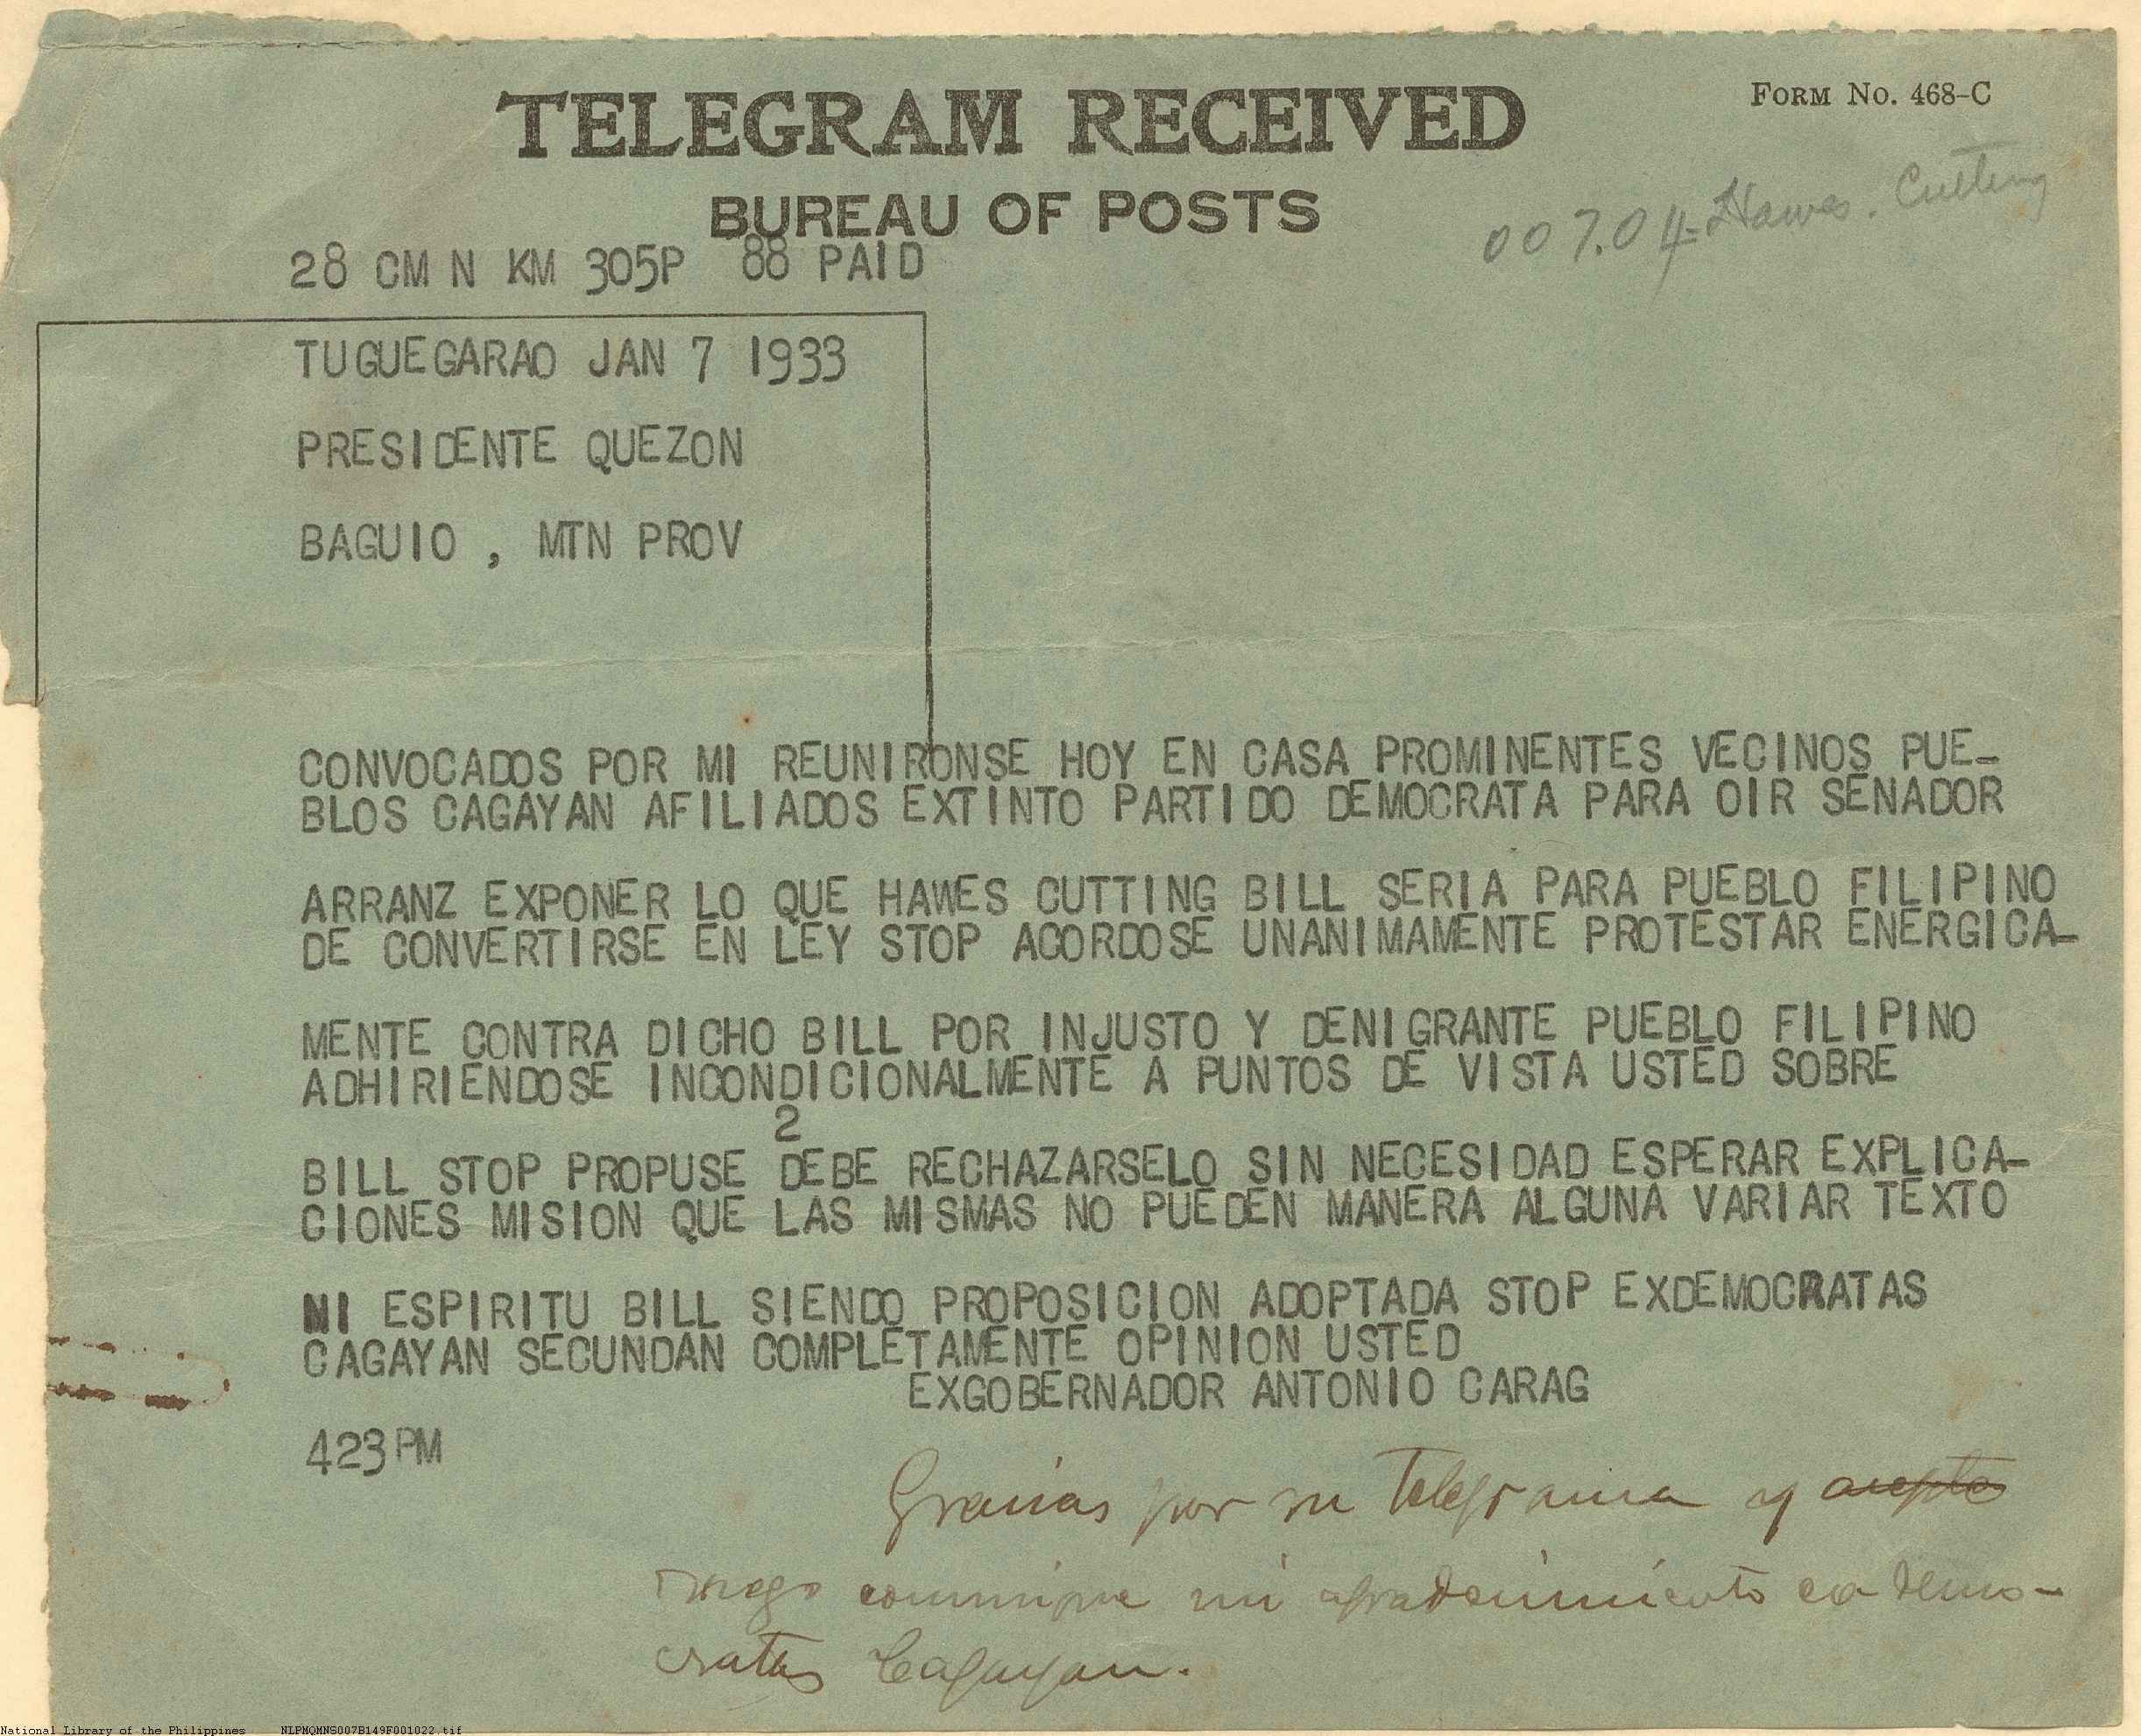 FORM NO. 468-C
TELEGRAM RECEIVED
BUREAU OF POSTS
007.04-Hawes. Cutting
28 CM N KM 305P 88 PAID
TUGUEGARAO JAN 7 1933
PRESIDENTE QUEZON
BAGUIO , MTN PROV
CONVOCADOS POR MI REUNIRONSE HOY EN CASA PROMINENTES VECINOS PUE-
BLOS CAGAYAN AFILIADOS EXTINTO PARTIDO DEMOCRATA PARA OIR SENADOR
ARRANZ EXPONER LO QUE HAWES CUTTING BILL SERIA PARA PUEBLO FILIPINO
DE CONVERTIRSE EN LEY STOP ACORDOSE UNANIMAMENTE PROTESTAR ENERGICA-
MENTE CONTRA DICHO BILL POR INJUSTO Y DENIGRANTE PUEBLO FILIPINO
ADHIRIENDOSE INCONDICIONALMENTE A PUNTOS DE VISTA USTED SOBRE
2
BILL STOP PROPUSE DEBE RECHAZARSELO SIN NECESIDAD ESPERAR EXPLICA-
CIONES MISION QUE LAS MISMAS NO PUEDEN MANERA ALGUNA VARIAR TEXTO
NI ESPIRITU BILL SIENDO PROPOSICION ADOPTADA STOP EXDEMOCRATAS
CAGAYAN SECUNDAN COMPLETAMENTE OPINION USTED
EXGOBERNADOR ANTONIO CARAG
423PM
Gracias por su telegrama y acepto
ruego comunique mi agradecimiento ex demo-
cratas Cagayan.
National Library of the Philippines NLPMQMNS007B149F001022.tif